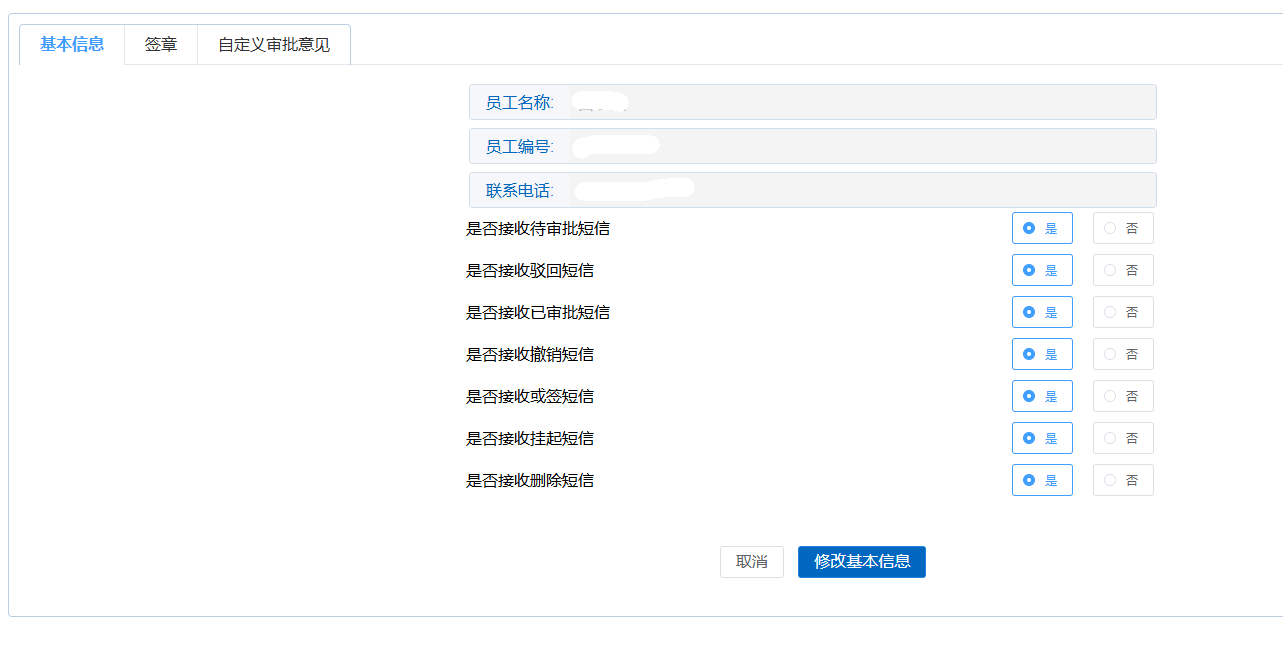 基本信息 签章 自定义审批意见
员工名称:
员工编号:
联系电话:
是否接收待审批短信 是 否
是否接收驳回短信 是 否
是否接收已审批短信 是 否
是否接收撤销短信 是 否
是否接收或签短信 是 否
是否接收挂起短信 是 否
是否接收删除短信 是 否
取消 修改基本信息